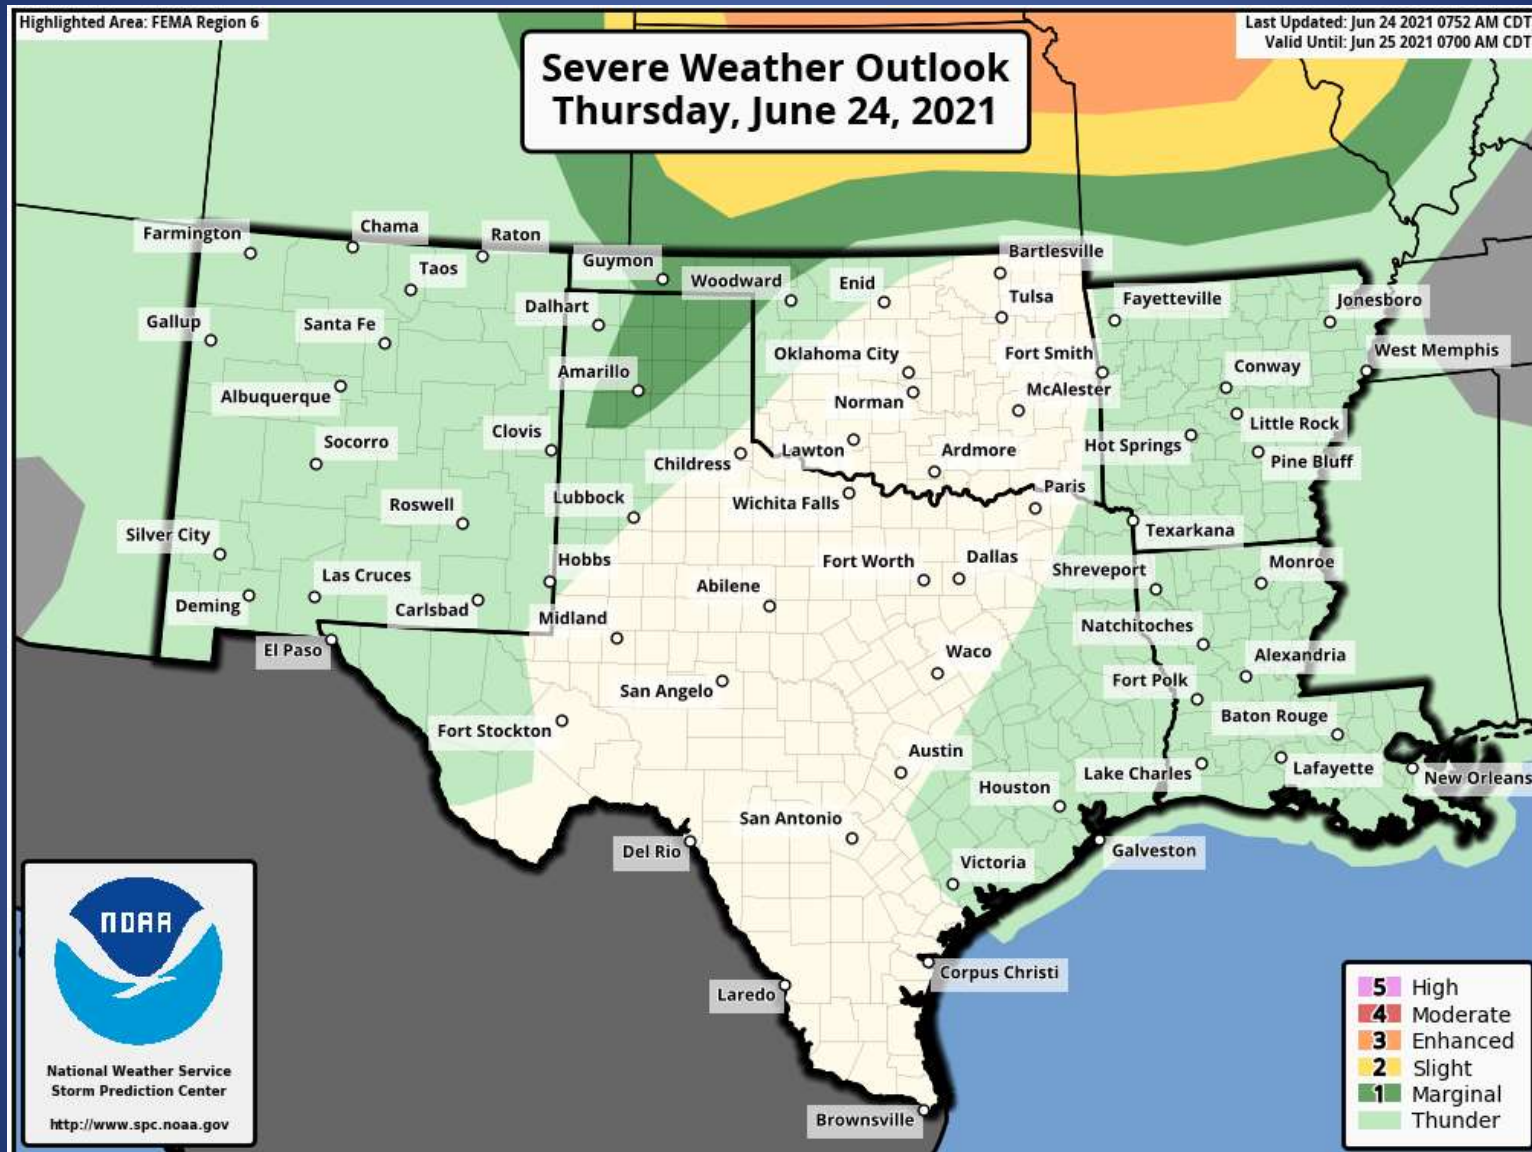 Highlighted Area: FEMA Region 6
Last Updated: Jun 24 2021 0752 AM CDT
Valid Until: Jun 25 2021 0700 AM CDT
Severe Weather Outlook
Thursday, June 24, 2021
Farmington
Chama
Raton
Taos
Guymon
Woodward
Enid
Bartlesville
Tulsa
Fayetteville
Jonesboro
Gallup
Santa Fe
Dalhart
Oklahoma City
Fort Smith
West Memphis
Albuquerque
Amarillo
Norman
McAlester
Conway
Little Rock
Socorro
Clovis
Childress
Lawton
Ardmore
Hot Springs
Pine Bluff
Roswell
Lubbock
Wichita Falls
Paris
Texarkana
Silver City
Hobbs
Fort Worth
Dallas
Shreveport
Monroe
Deming
Las Cruces
Carlsbad
Midland
Abilene
Natchitoches
El Paso
San Angelo
Waco
Alexandria
Fort Polk
Fort Stockton
Austin
Baton Rouge
Houston
Lake Charles
Lafayette
New Orleans
San Antonio
Del Rio
Victoria
Galveston
Laredo
Corpus Christi
Brownsville
NOAA
National Weather Service
Storm Prediction Center
http://www.spc.noaa.gov
5 High
4 Moderate
3 Enhanced
2 Slight
1 Marginal
Thunder